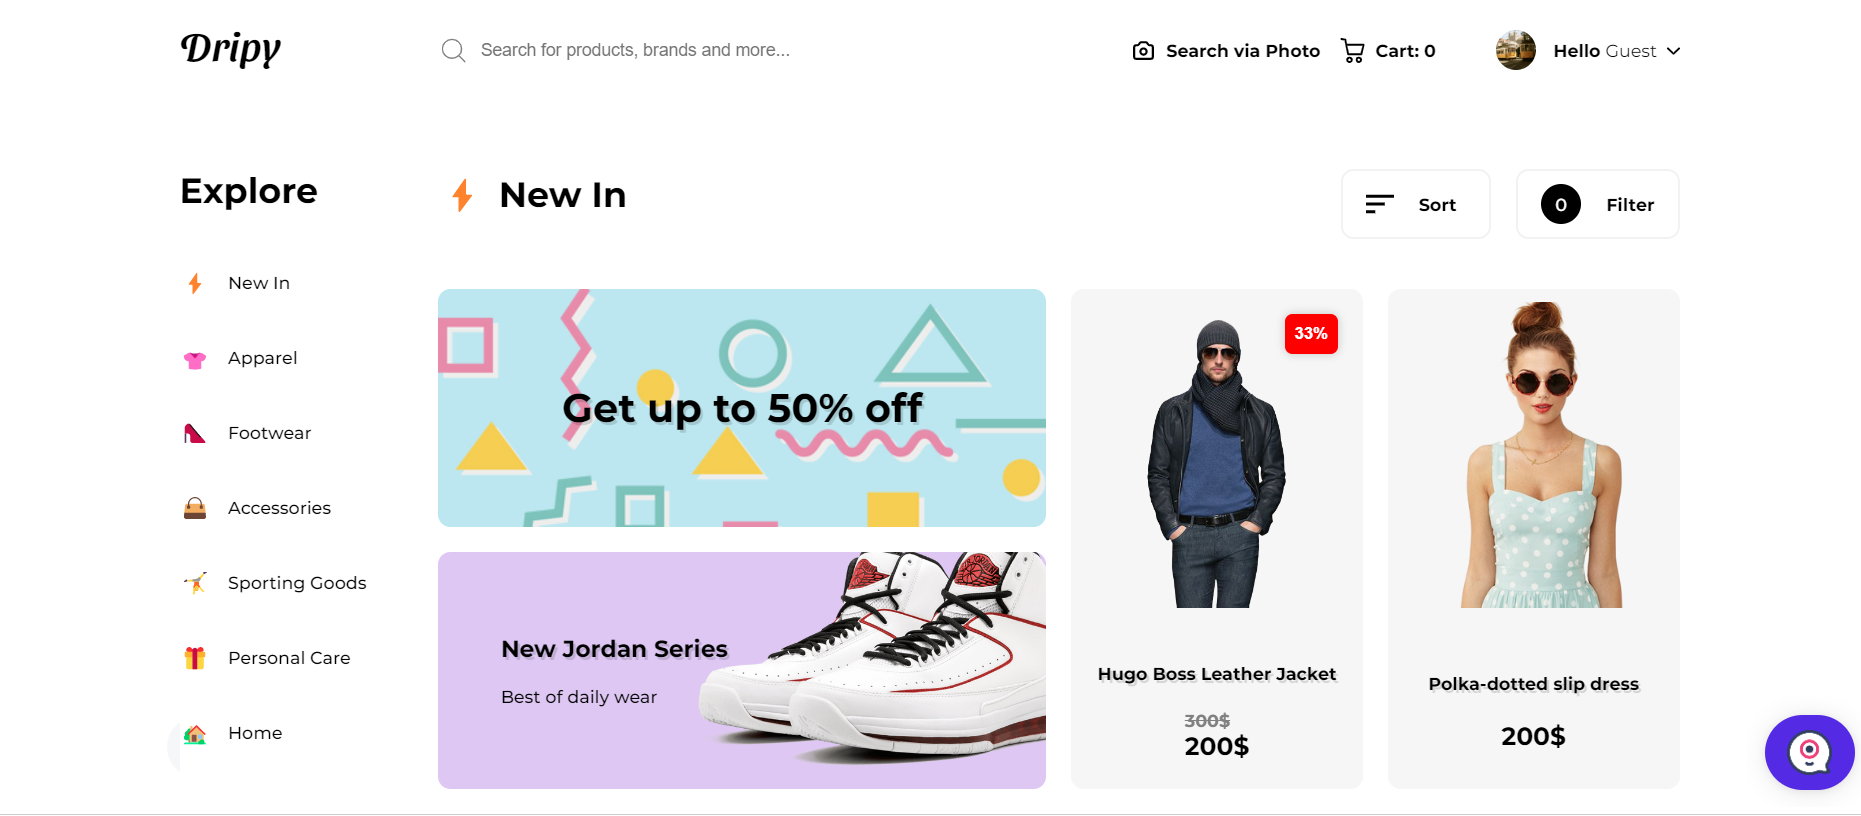 Dripy
Search for products, brands and more...
Search via Photo
Cart: 0
Hello Guest
Explore
New In
Apparel
Footwear
Accessories
Sporting Goods
Personal Care
Home
New In
Sort
0
Filter
Get up to 50% off
New Jordan Series
Best of daily wear
33%
Hugo Boss Leather Jacket
300$
200$
Polka-dotted slip dress
200$